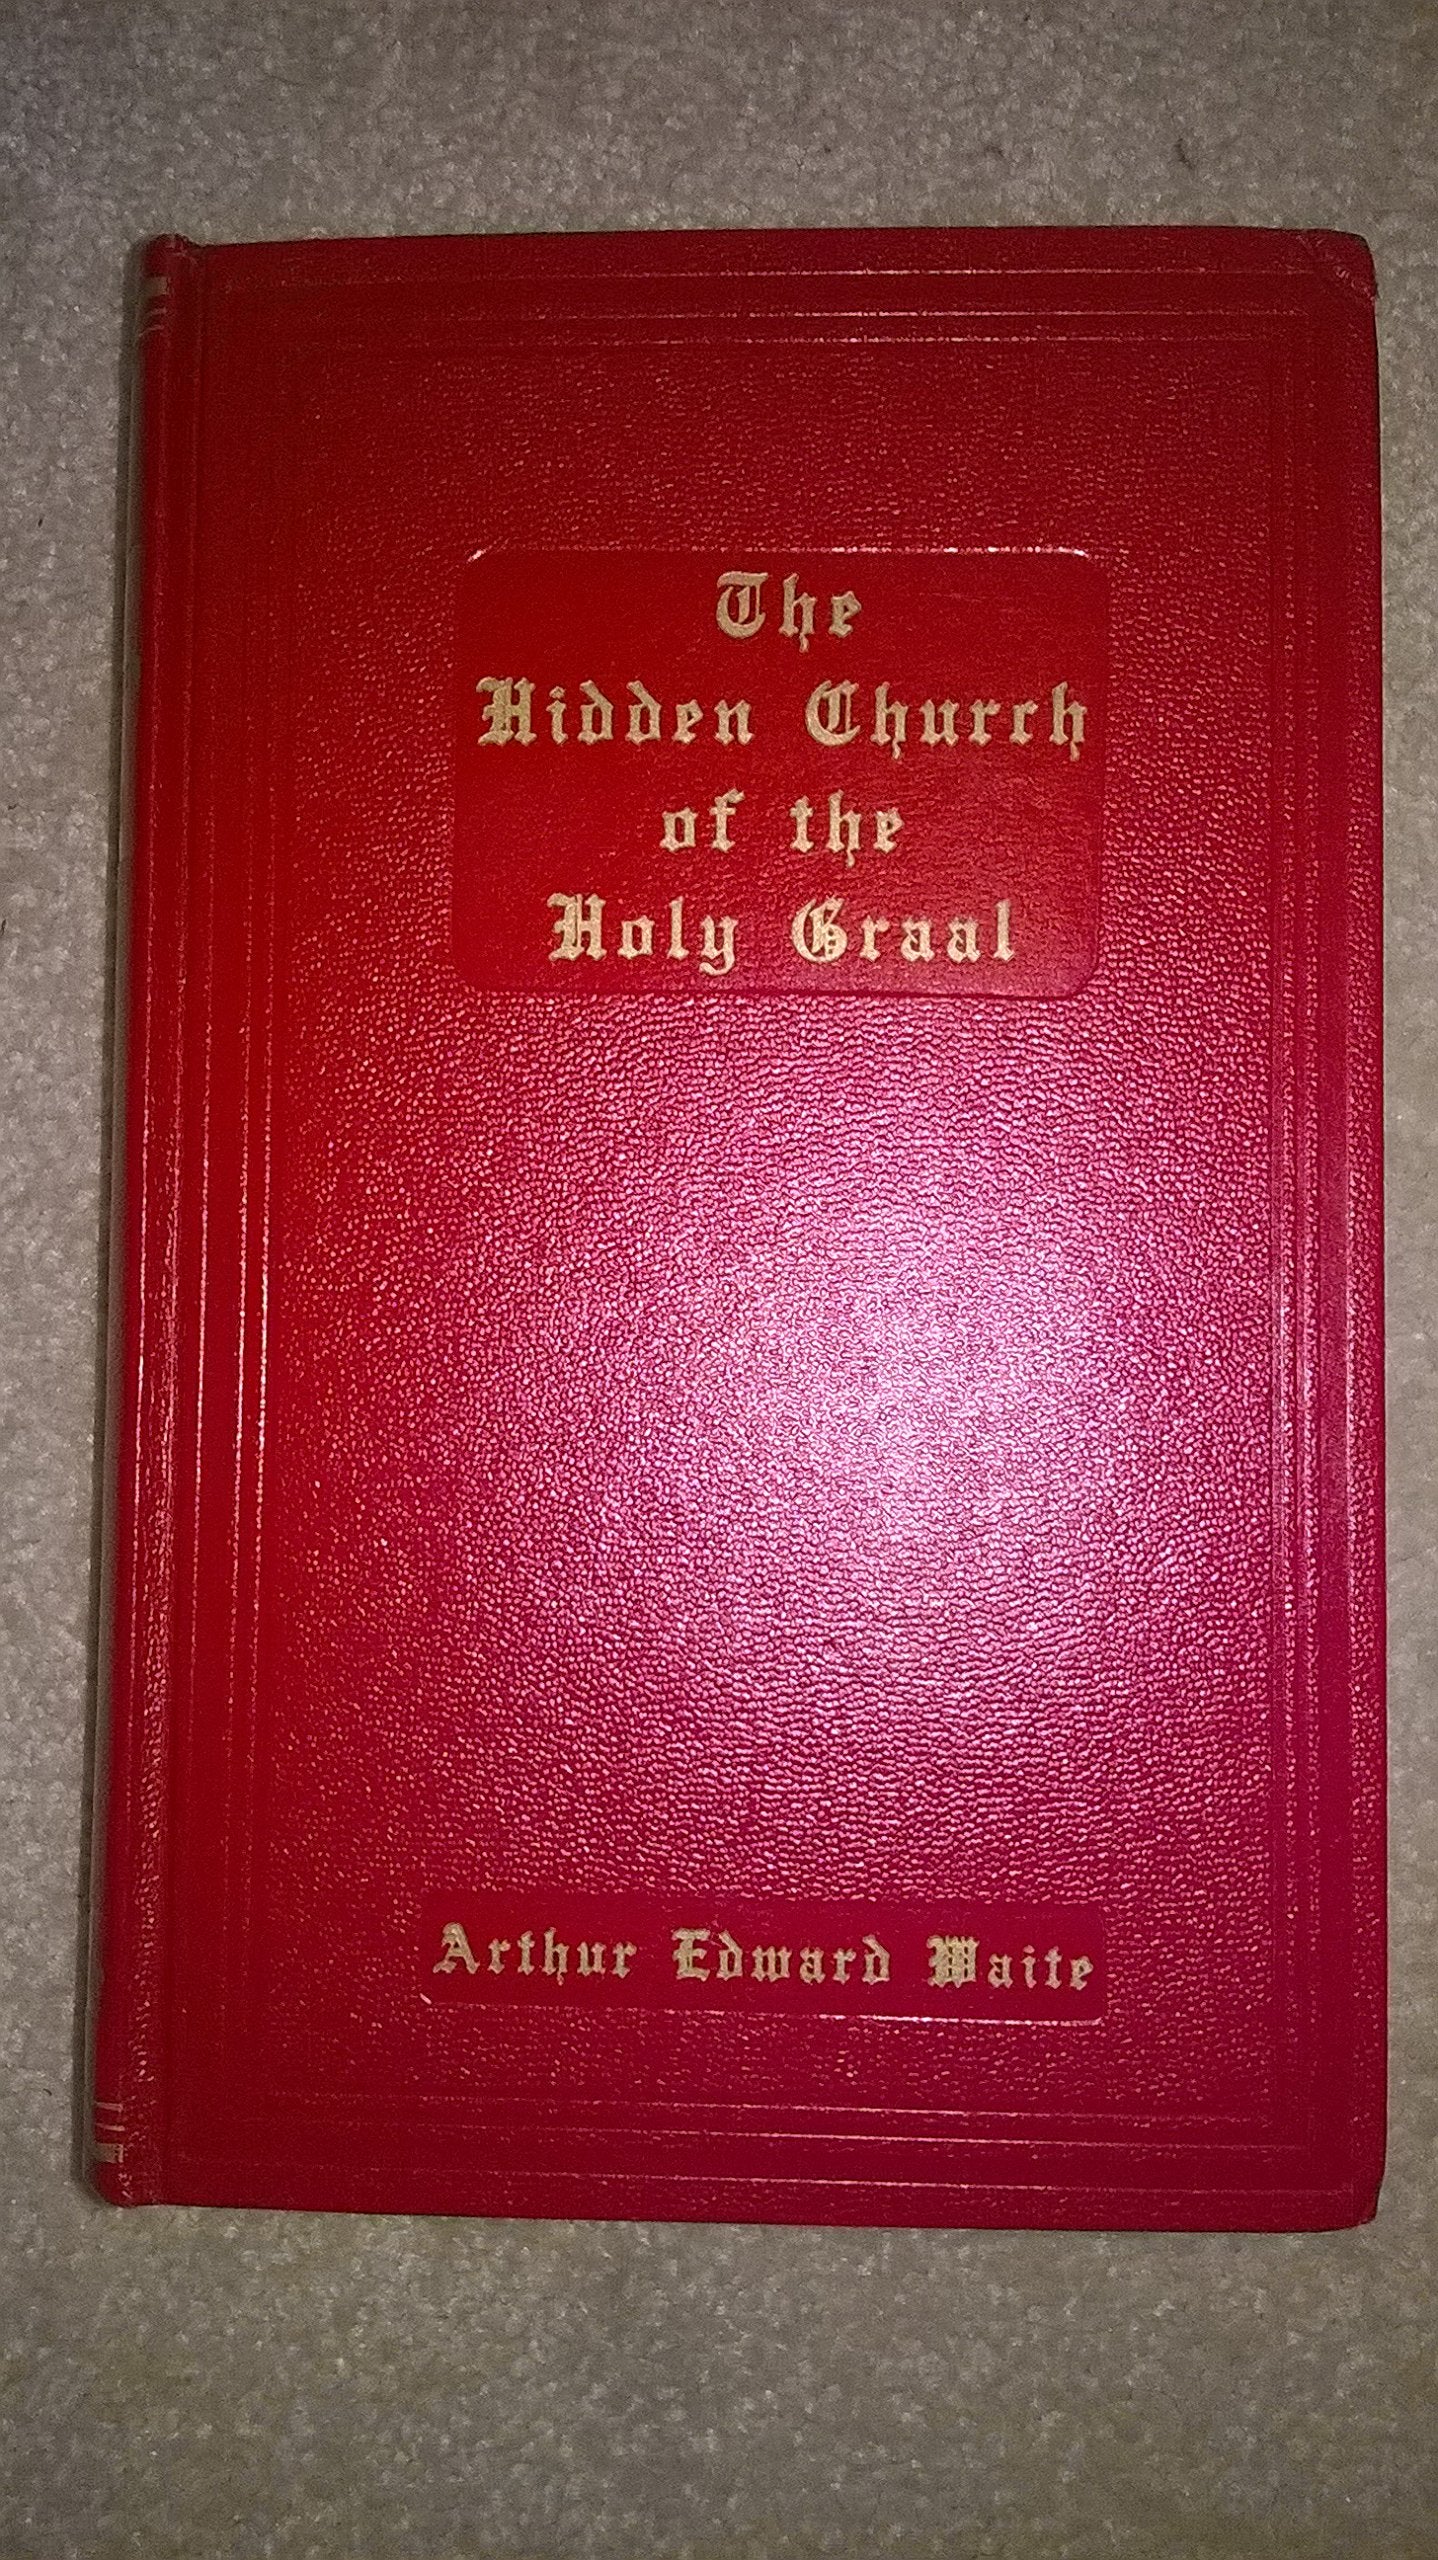 The
Hidden Church
of the
Holy Graal
Arthur Edward Waite